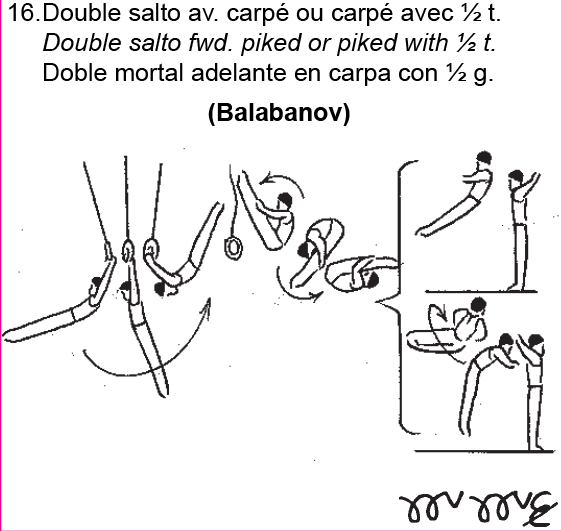 16.Double salto av. carpé ou carpé avec ½ t.
Double salto fwd. piked or piked with ½ t.
Doble mortal adelante en carpa con ½ g.
(Balabanov)